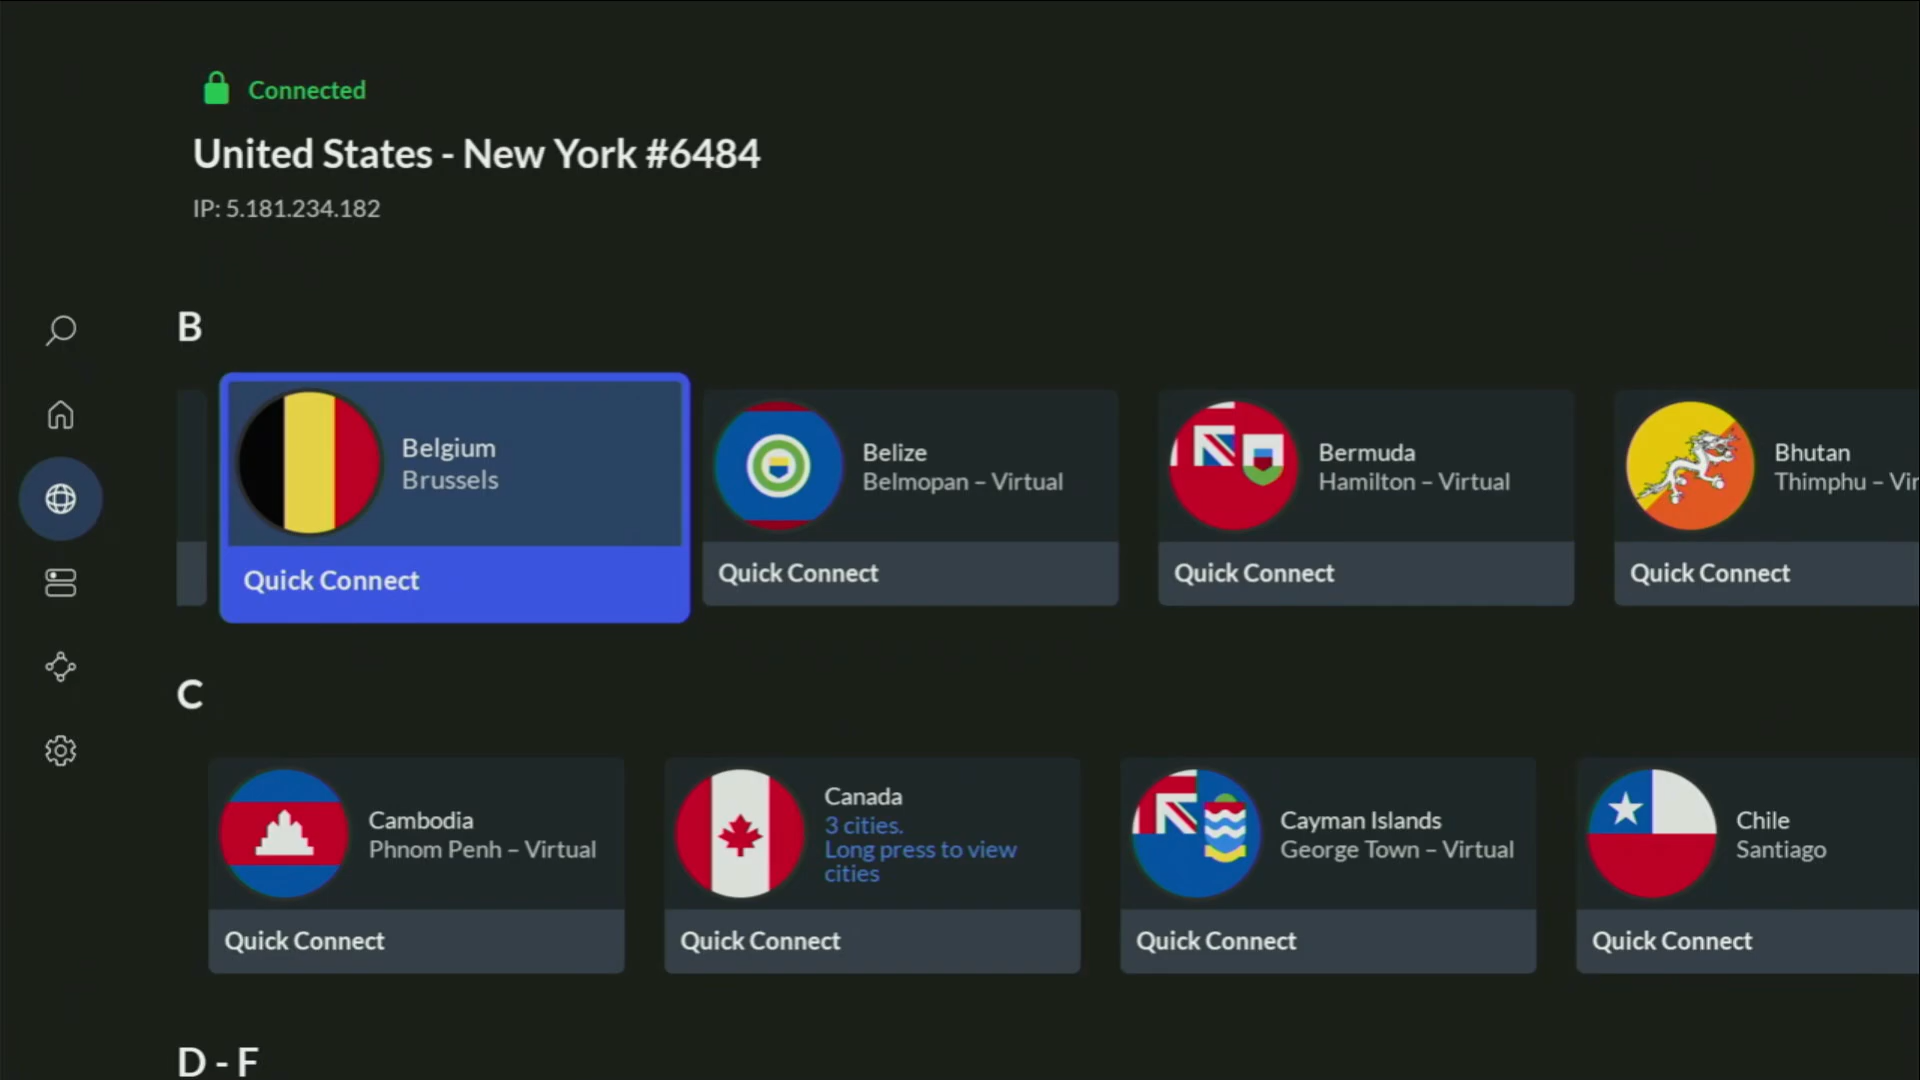 Connected
United States - New York #6484
IP: 5.181.234.182
B
Belgium
Brussels
Quick Connect
Belize
Belmopan – Virtual
Quick Connect
Bermuda
Hamilton – Virtual
Quick Connect
Bhutan
Thimphu – Vir
Quick Connect
C
Cambodia
Phnom Penh – Virtual
Quick Connect
Canada
3 cities.
Long press to view
cities
Quick Connect
Cayman Islands
George Town – Virtual
Quick Connect
Chile
Santiago
Quick Connect
D - F